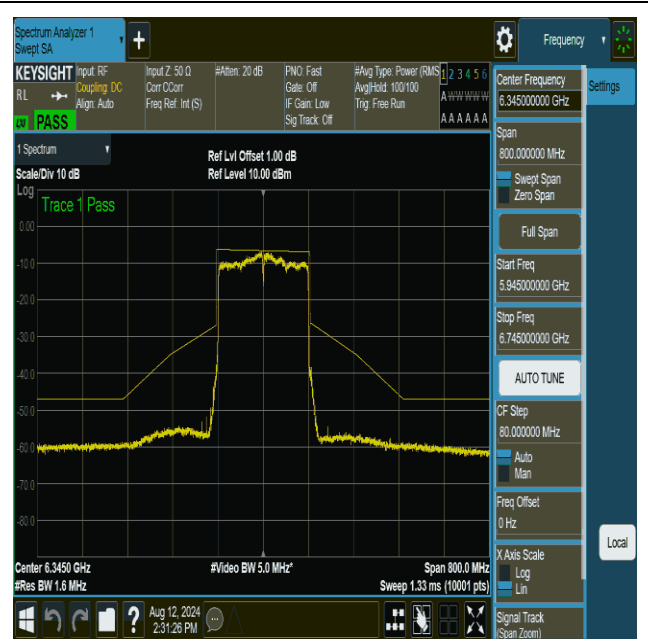 Spectrum Analyzer 1
Swept SA
Frequency
KEYSIGHT
RL
PASS
Input: RF
Coupling: DC
Align: Auto
Input Z: 50 Ω
Corr CCorr
Freq Ref: Int (S)
#Atten: 20 dB
PNO: Fast
Gate: Off
IF Gain: Low
Sig Track: Off
#Avg Type: Power (RMS
Avg|Hold: 100/100
Trig: Free Run
1 2 3 4 5 6
A W W W W W
A A A A A A
1 Spectrum
Scale/Div 10 dB
Ref Lvl Offset 1.00 dB
Ref Level 10.00 dBm
Log
Trace 1 Pass
0.00
-10.0
-20.0
-30.0
-40.0
-50.0
-60.0
-70.0
-80.0
Center 6.3450 GHz
#Res BW 1.6 MHz
#Video BW 5.0 MHz*
Span 800.0 MHz
Sweep 1.33 ms (10001 pts)
Aug 12, 2024
2:31:26 PM
Center Frequency
6.345000000 GHz
Span
800.000000 MHz
Swept Span
Zero Span
Full Span
Start Freq
5.945000000 GHz
Stop Freq
6.745000000 GHz
AUTO TUNE
CF Step
80.000000 MHz
Auto
Man
Freq Offset
0 Hz
X Axis Scale
Log
Lin
Signal Track
(Span Zoom)
Settings
Local